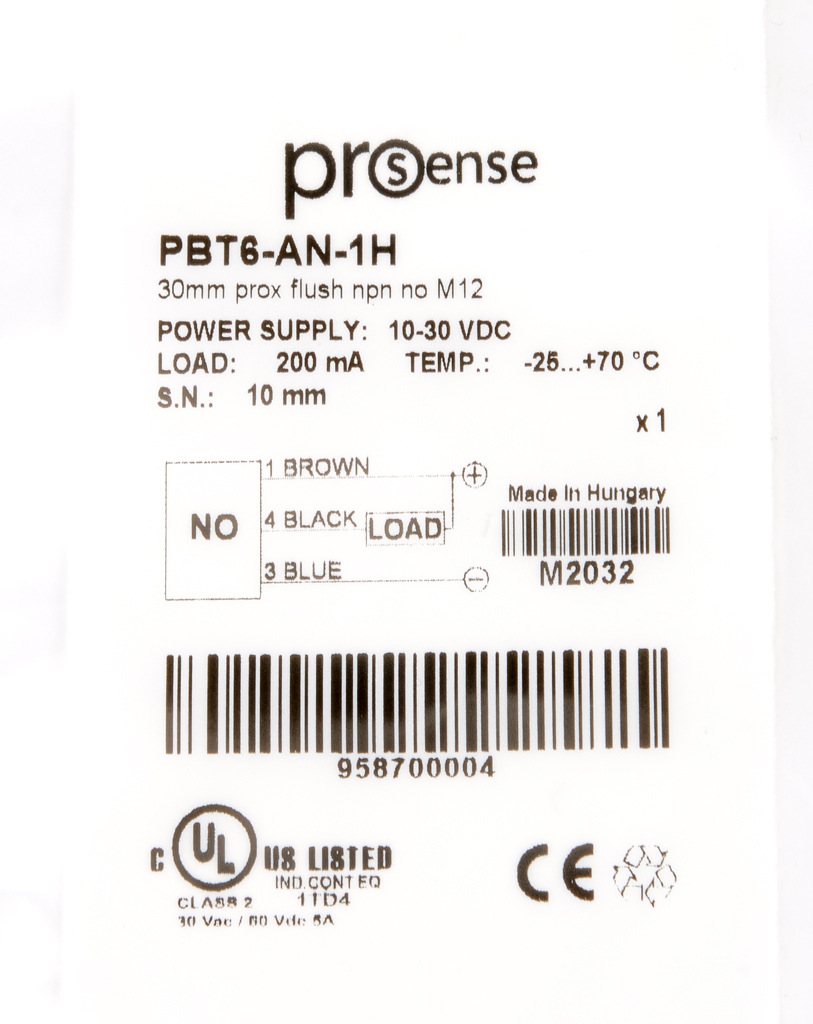 prosense
PBT6-AN-1H
30mm prox flush npn no M12
POWER SUPPLY: 10-30 VDC
LOAD: 200 mA TEMP.: -25...+70 °C
S.N.: 10 mm
x 1
1 BROWN +
NO 4 BLACK LOAD
3 BLUE -
Made In Hungary
M2032
958700004
C UL US LISTED
IND.CONT EQ
CLASS 2 11D4
30 Vac / 60 Vdc 5A
CE